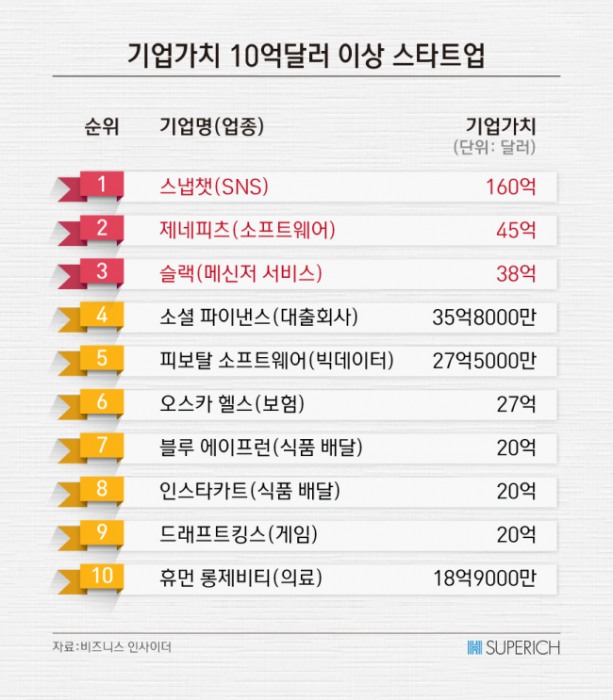 기업가치 10억달러 이상 스타트업
순위 기업명(업종) 기업가치
(단위: 달러)
1 스냅챗(SNS) 160억
2 제네피츠(소프트웨어) 45억
3 슬랙(메신저 서비스) 38억
4 소셜 파이낸스(대출회사) 35억8000만
5 피보탈 소프트웨어(빅데이터) 27억5000만
6 오스카 헬스(보험) 27억
7 블루 에이프런(식품 배달) 20억
8 인스타카트(식품 배달) 20억
9 드래프트킹스(게임) 20억
10 휴먼 롱제비티(의료) 18억9000만
자료:비즈니스 인사이더 SUPERICH